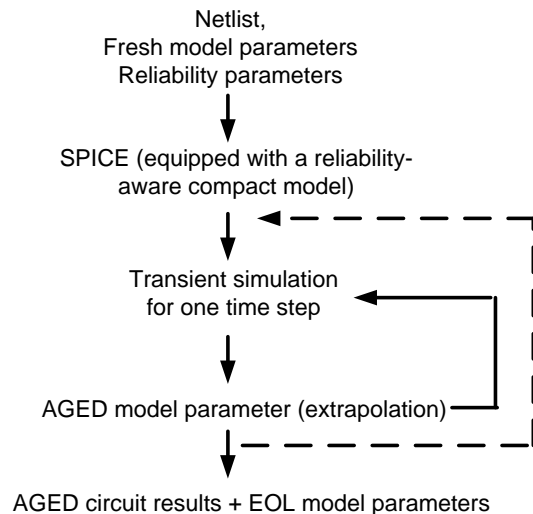 Netlist,
Fresh model parameters
Reliability parameters
SPICE (equipped with a reliability-
aware compact model)
Transient simulation
for one time step
AGED model parameter (extrapolation)
AGED circuit results + EOL model parameters